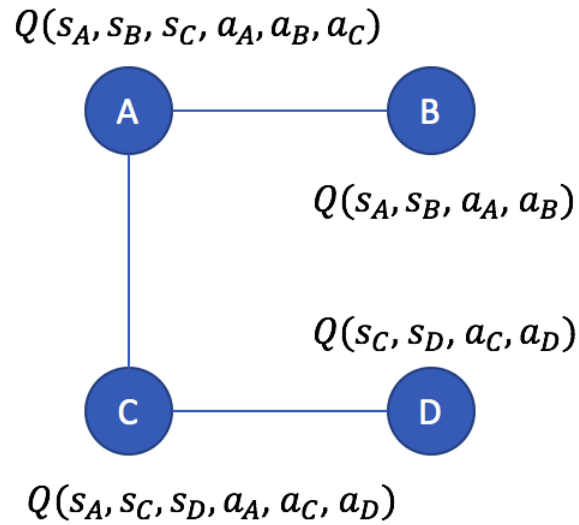 Q(s_A, s_B, s_C, a_A, a_B, a_C)
A B
Q(s_A, s_B, a_A, a_B)
Q(s_C, s_D, a_C, a_D)
C D
Q(s_A, s_C, s_D, a_A, a_C, a_D)